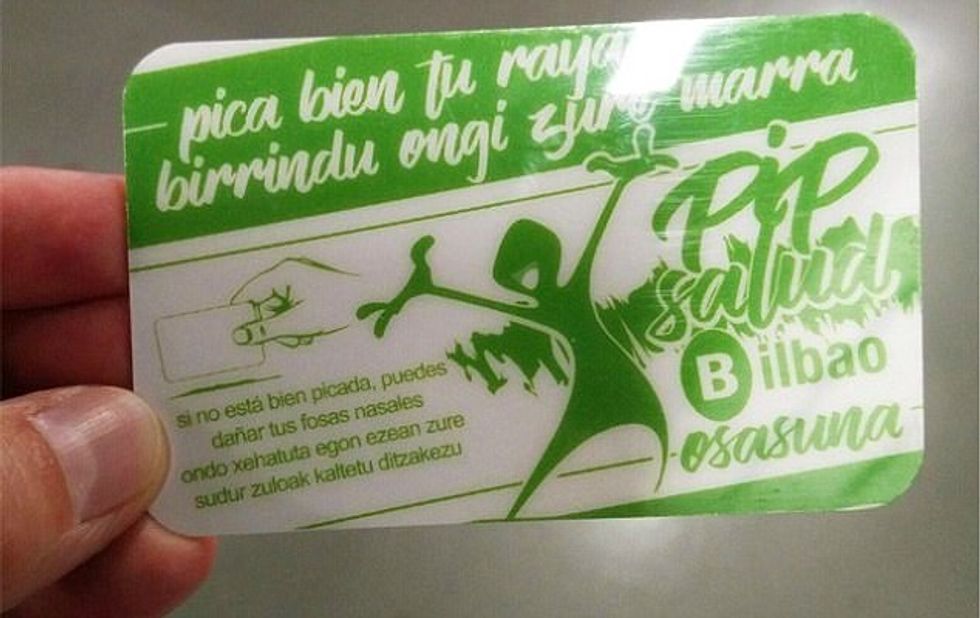 pica bien tu raya
birrindu ongi zure marra
PiP
salud
Bilbao
osasuna
si no está bien picada, puedes
dañar tus fosas nasales
ondo xehatuta egon ezean zure
sudur zuloak kaltetu ditzakezu